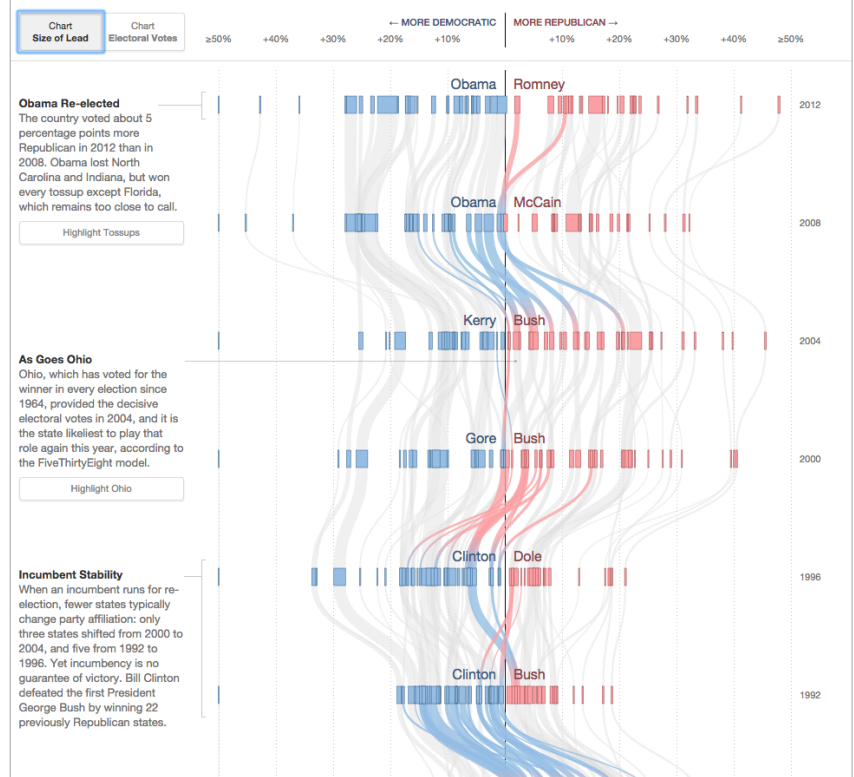 Chart
Size of Lead
Chart
Electoral Votes
← MORE DEMOCRATIC
MORE REPUBLICAN →
≥50%
+40%
+30%
+20%
+10%
+10%
+20%
+30%
+40%
≥50%
Obama
Romney
2012
Obama Re-elected
The country voted about 5
percentage points more
Republican in 2012 than in
2008. Obama lost North
Carolina and Indiana, but won
every tossup except Florida,
which remains too close to call.
Highlight Tossups
Obama
McCain
2008
Kerry
Bush
2004
As Goes Ohio
Ohio, which has voted for the
winner in every election since
1964, provided the decisive
electoral votes in 2004, and it is
the state likeliest to play that
role again this year, according to
the FiveThirtyEight model.
Highlight Ohio
Gore
Bush
2000
Clinton
Dole
1996
Incumbent Stability
When an incumbent runs for re-
election, fewer states typically
change party affiliation: only
three states shifted from 2000 to
2004, and five from 1992 to
1996. Yet incumbency is no
guarantee of victory. Bill Clinton
defeated the first President
George Bush by winning 22
previously Republican states.
Clinton
Bush
1992